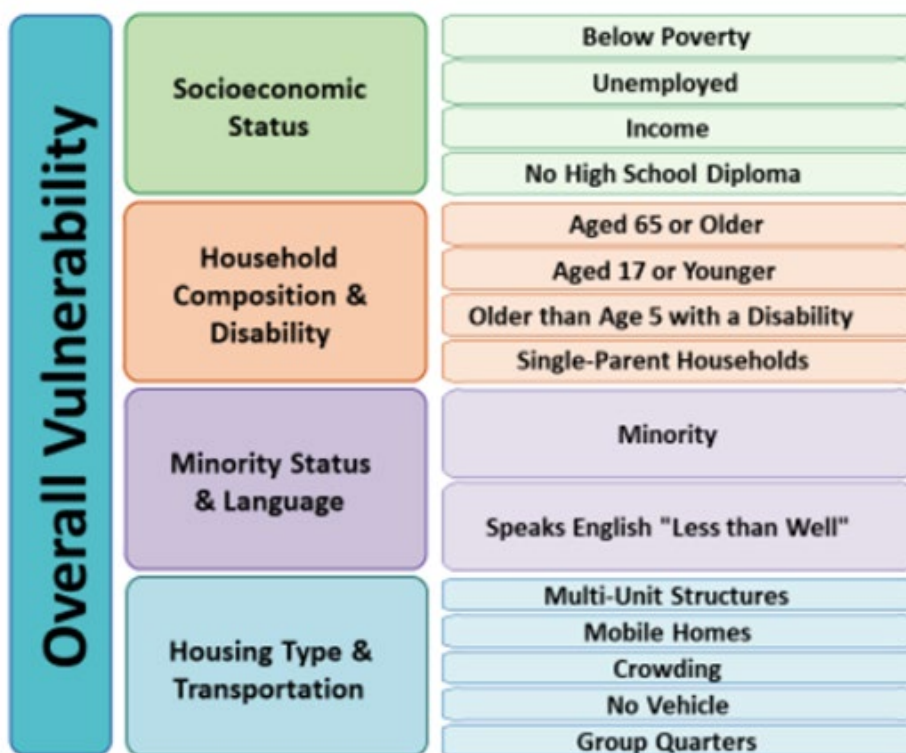 Overall Vulnerability
Socioeconomic
Status
Below Poverty
Unemployed
Income
No High School Diploma
Household
Composition &
Disability
Aged 65 or Older
Aged 17 or Younger
Older than Age 5 with a Disability
Single-Parent Households
Minority Status
& Language
Minority
Speaks English "Less than Well"
Housing Type &
Transportation
Multi-Unit Structures
Mobile Homes
Crowding
No Vehicle
Group Quarters